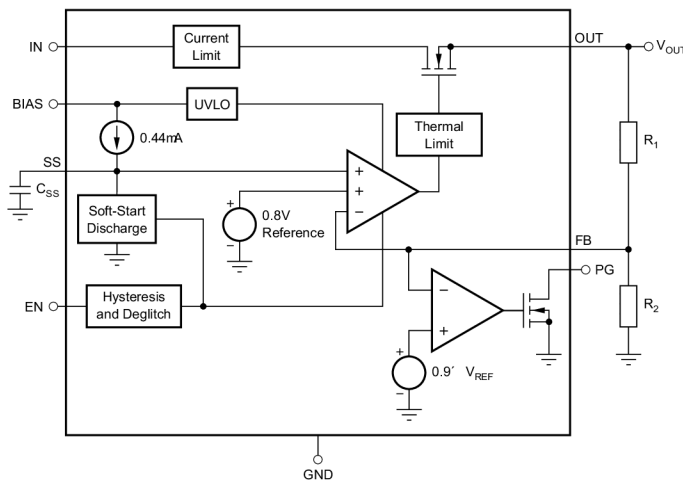 IN
Current
Limit
OUT
VOUT
BIAS
UVLO
0.44mA
Thermal
Limit
R1
SS
CSS
+
+
−
Soft-Start
Discharge
+
−
0.8V
Reference
FB
PG
EN
Hysteresis
and Deglitch
−
+
R2
+
−
0.9´ VREF
GND